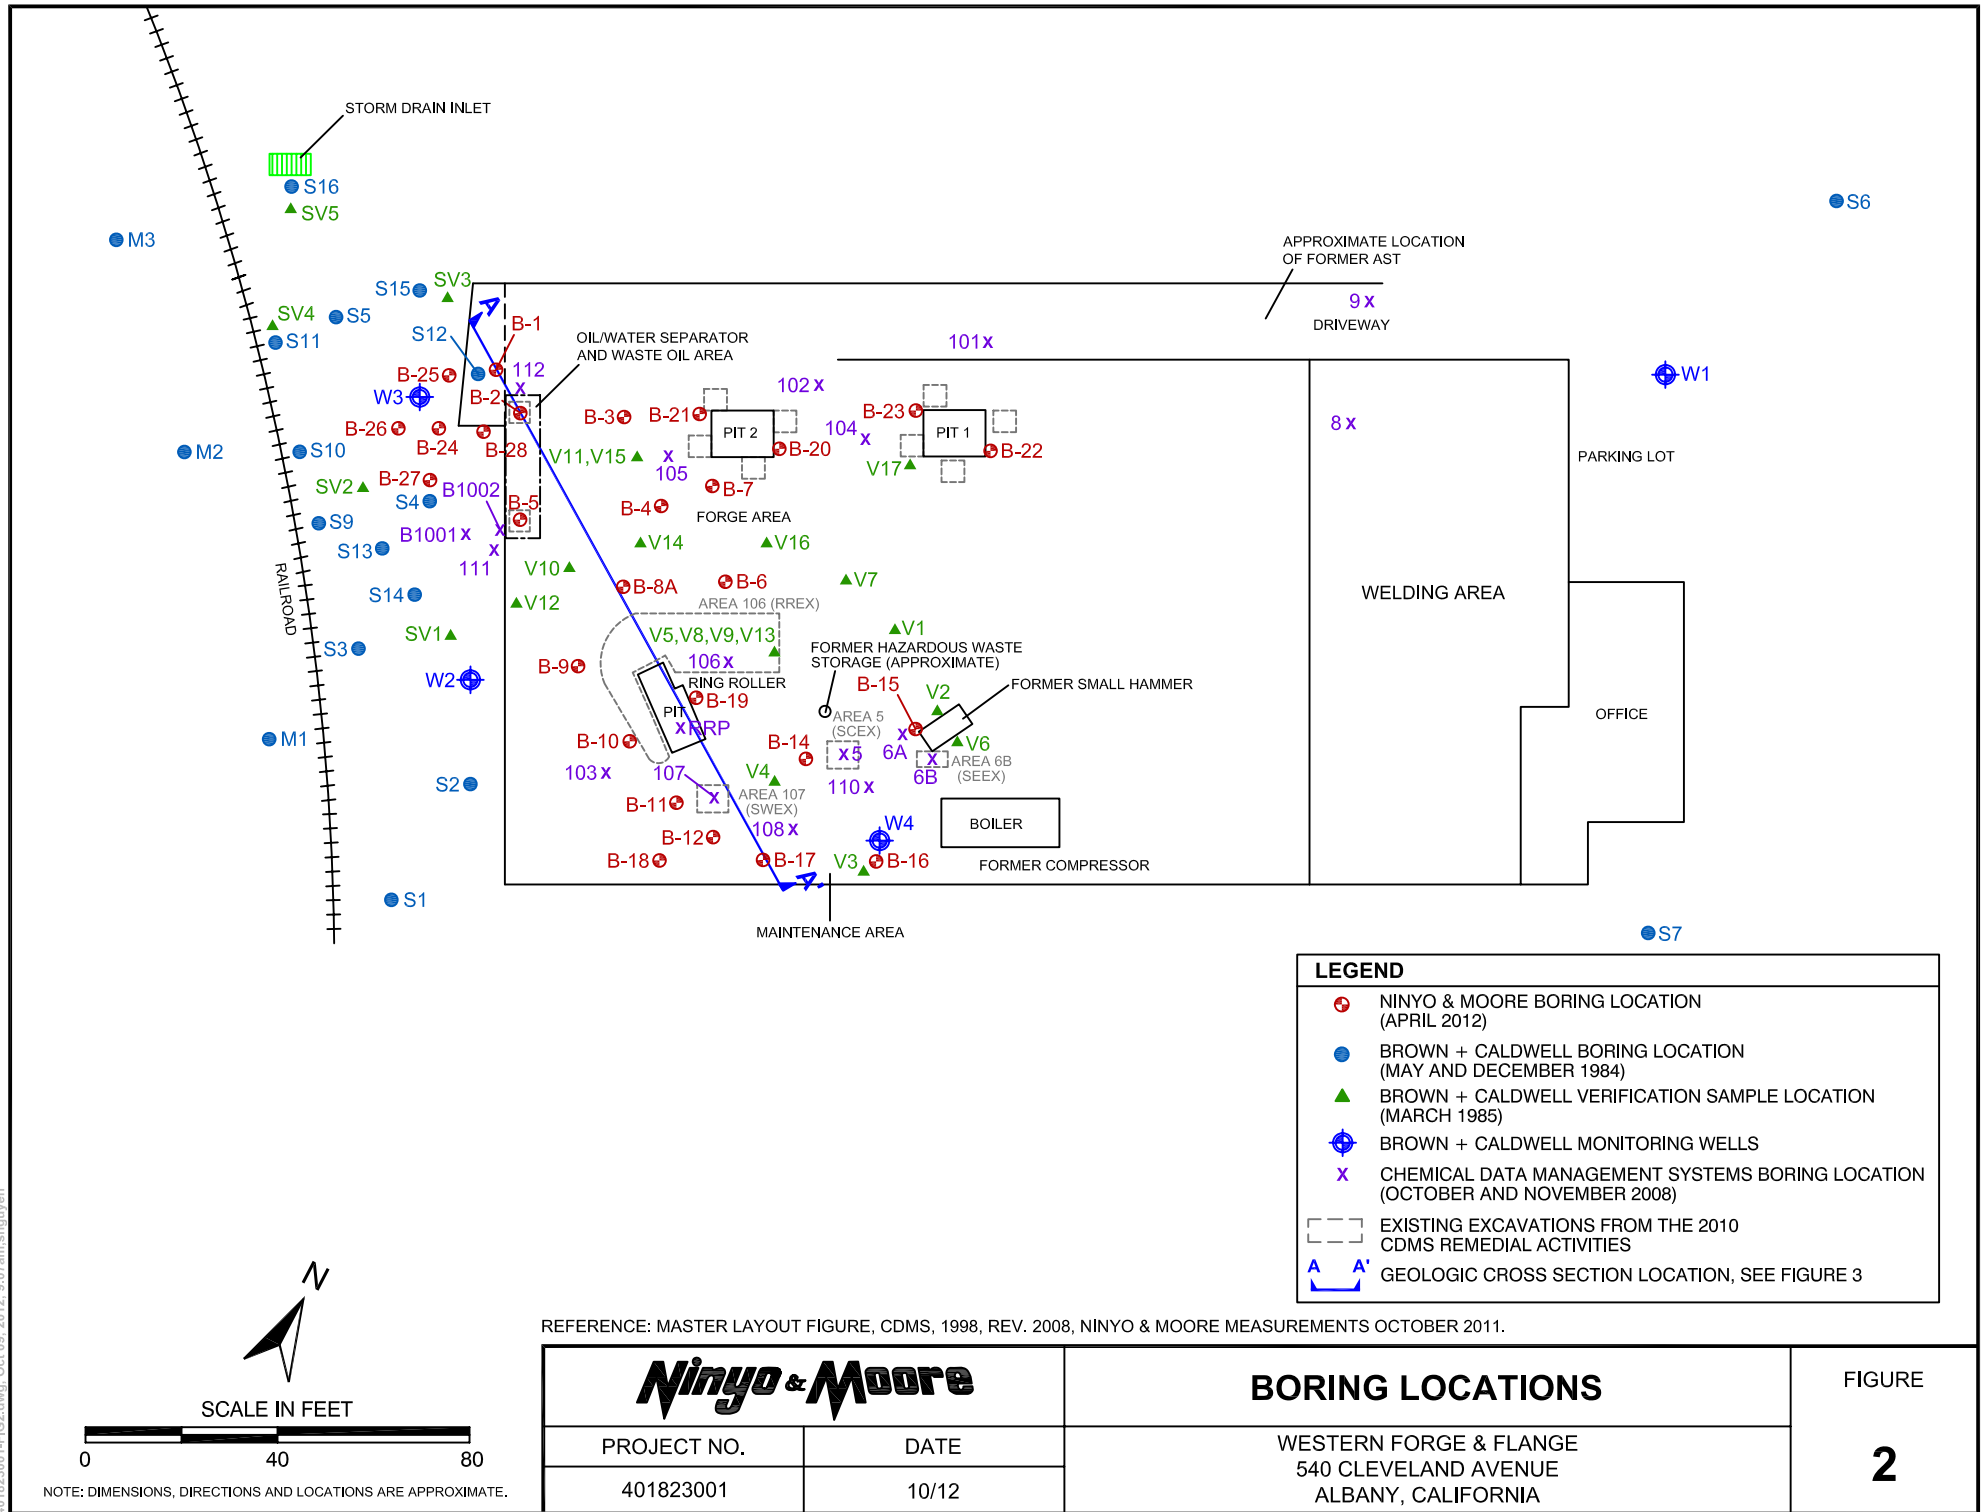 STORM DRAIN INLET
S16
SV5
M3
S6
APPROXIMATE LOCATION
OF FORMER AST
S15
SV3
A
9 X
SV4
S5
DRIVEWAY
S12
B-1
OIL/WATER SEPARATOR
AND WASTE OIL AREA
S11
101 X
B-25
112
X
102 X
W1
W3
B-2
B-3
B-21
B-23
8 X
B-26
B-24
B-28
PIT 2
104
X
PIT 1
M2
S10
V11,V15
X
105
B-20
V17
B-22
PARKING LOT
B-27
SV2
B1002
B-7
S4
B-5
B-4
FORGE AREA
S9
B1001 X
X
S13
X
111
V14
V16
V10
V7
RAILROAD
B-8A
B-6
WELDING AREA
S14
V12
AREA 106 (RREX)
SV1
V5,V8,V9,V13
V1
S3
FORMER HAZARDOUS WASTE
STORAGE (APPROXIMATE)
B-9
106 X
W2
RING ROLLER
B-15
FORMER SMALL HAMMER
B-19
V2
PIT
AREA 5
(SCEX)
OFFICE
X RRP
M1
B-10
B-14
X 5
X
6A
V6
X
6B
AREA 6B
(SEEX)
103 X
107
V4
S2
110 X
X
AREA 107
(SWEX)
B-11
108 X
W4
BOILER
B-12
B-18
B-17
V3
B-16
FORMER COMPRESSOR
A'
S1
MAINTENANCE AREA
S7
LEGEND
NINYO & MOORE BORING LOCATION
(APRIL 2012)
BROWN + CALDWELL BORING LOCATION
(MAY AND DECEMBER 1984)
BROWN + CALDWELL VERIFICATION SAMPLE LOCATION
(MARCH 1985)
BROWN + CALDWELL MONITORING WELLS
X CHEMICAL DATA MANAGEMENT SYSTEMS BORING LOCATION
(OCTOBER AND NOVEMBER 2008)
EXISTING EXCAVATIONS FROM THE 2010
CDMS REMEDIAL ACTIVITIES
A A' GEOLOGIC CROSS SECTION LOCATION, SEE FIGURE 3
N
SCALE IN FEET
0 40 80
NOTE: DIMENSIONS, DIRECTIONS AND LOCATIONS ARE APPROXIMATE.
REFERENCE: MASTER LAYOUT FIGURE, CDMS, 1998, REV. 2008, NINYO & MOORE MEASUREMENTS OCTOBER 2011.
Ninyo & Moore
BORING LOCATIONS
FIGURE
PROJECT NO.
DATE
WESTERN FORGE & FLANGE
540 CLEVELAND AVENUE
ALBANY, CALIFORNIA
2
401823001
10/12